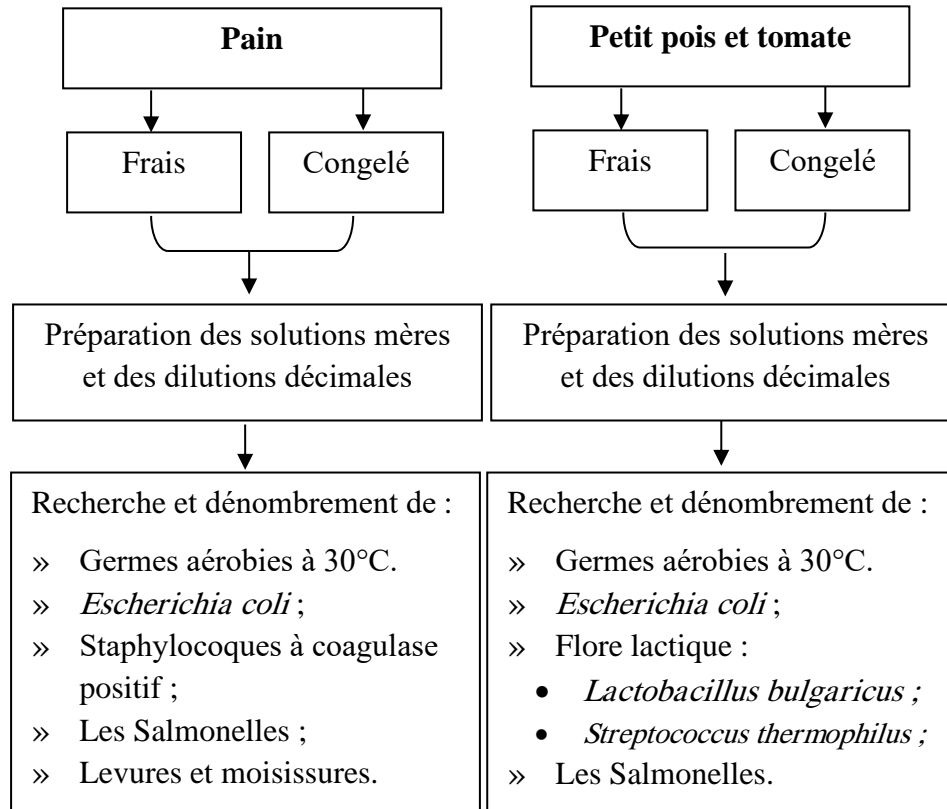 Pain
Frais
Congelé
Préparation des solutions mères
et des dilutions décimales
Recherche et dénombrement de :
» Germes aérobies à 30°C.
» Escherichia coli ;
» Staphylocoques à coagulase
positif ;
» Les Salmonelles ;
» Levures et moisissures.
Petit pois et tomate
Frais
Congelé
Préparation des solutions mères
et des dilutions décimales
Recherche et dénombrement de :
» Germes aérobies à 30°C.
» Escherichia coli ;
» Flore lactique :
• Lactobacillus bulgaricus ;
• Streptococcus thermophilus ;
» Les Salmonelles.